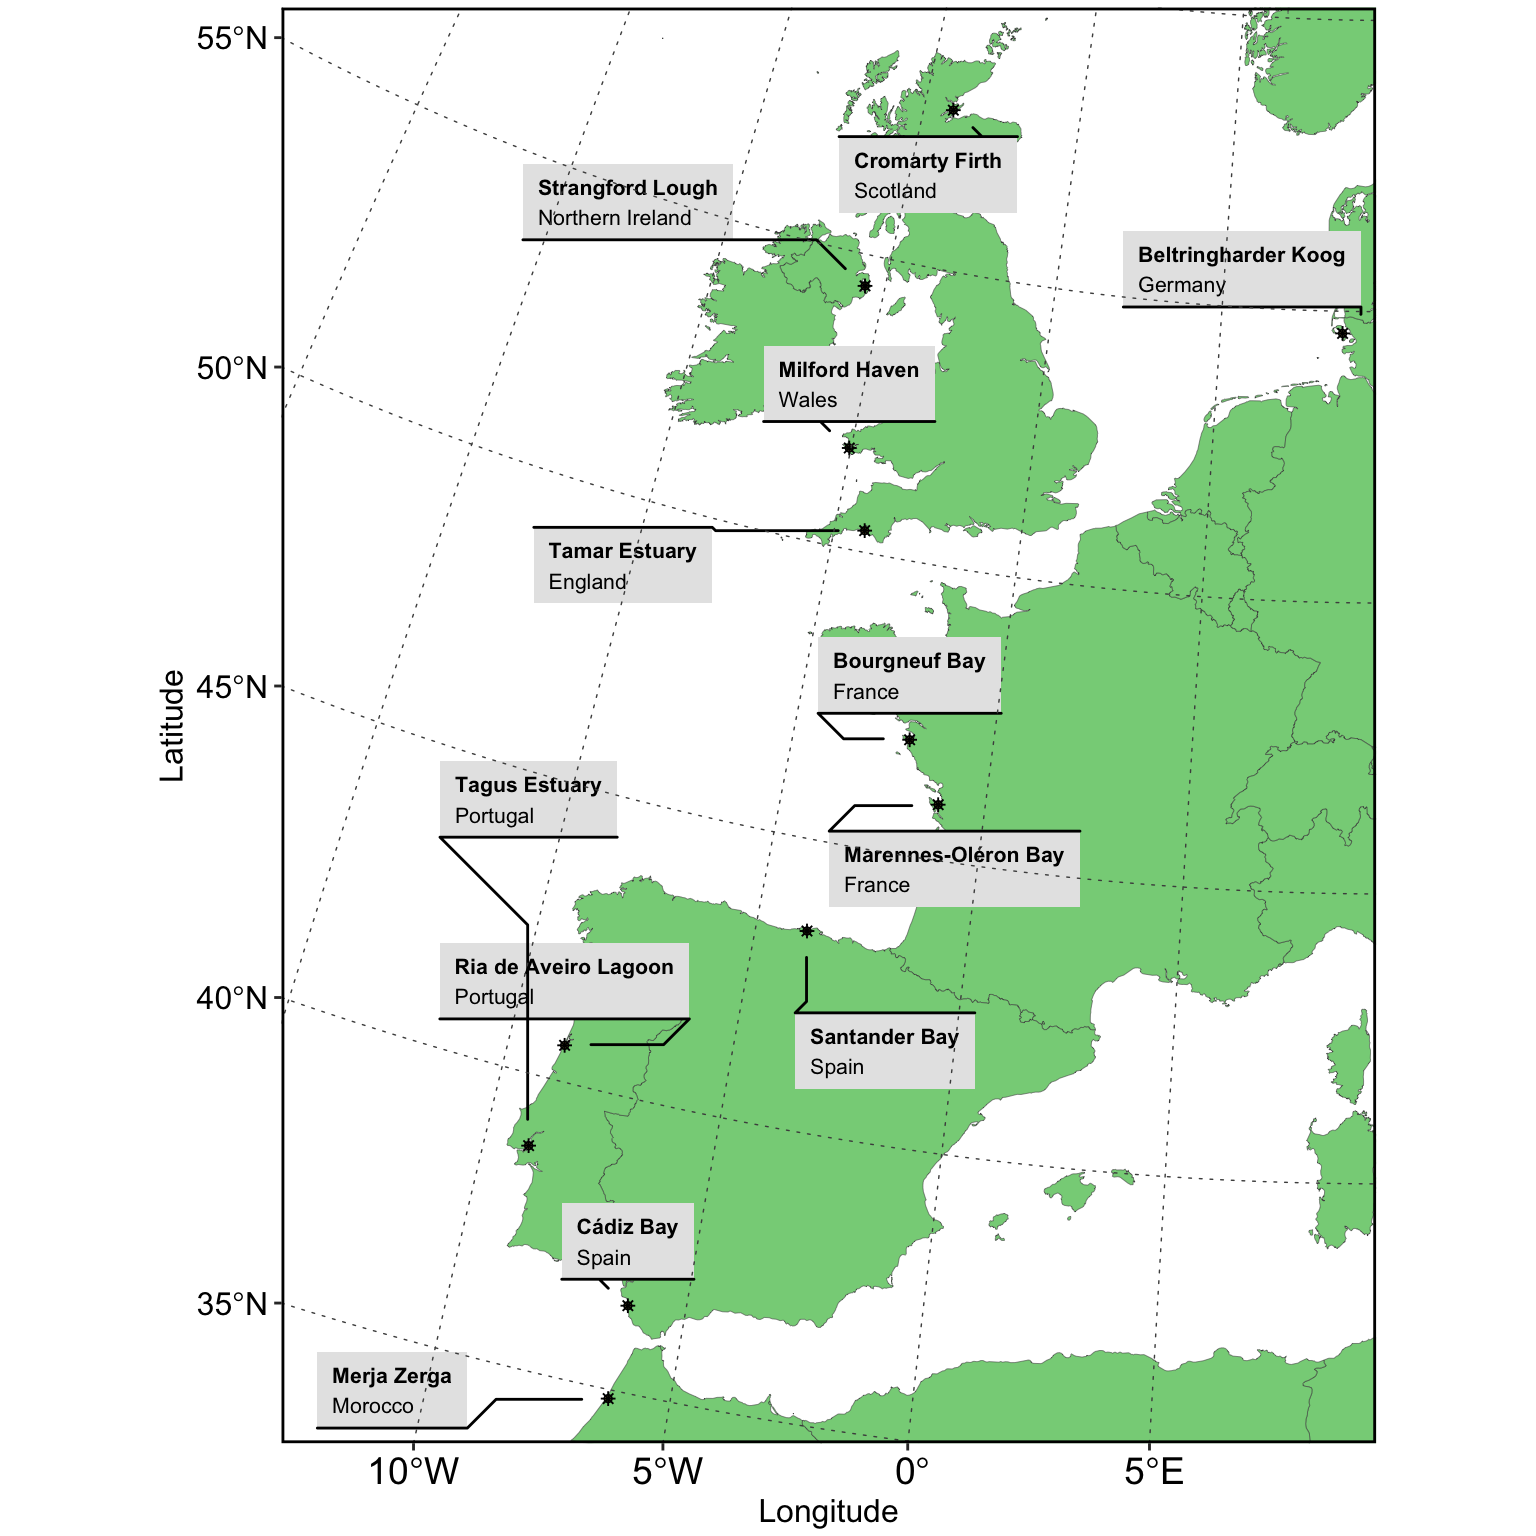 55°N
50°N
45°N
40°N
35°N
Latitude
Cromarty Firth
Scotland
Strangford Lough
Northern Ireland
Beltringharder Koog
Germany
Milford Haven
Wales
Tamar Estuary
England
Bourgneuf Bay
France
Tagus Estuary
Portugal
Marennes-Oléron Bay
France
Ria de Aveiro Lagoon
Portugal
Santander Bay
Spain
Cádiz Bay
Spain
Merja Zerga
Morocco
10°W
5°W
0°
5°E
Longitude